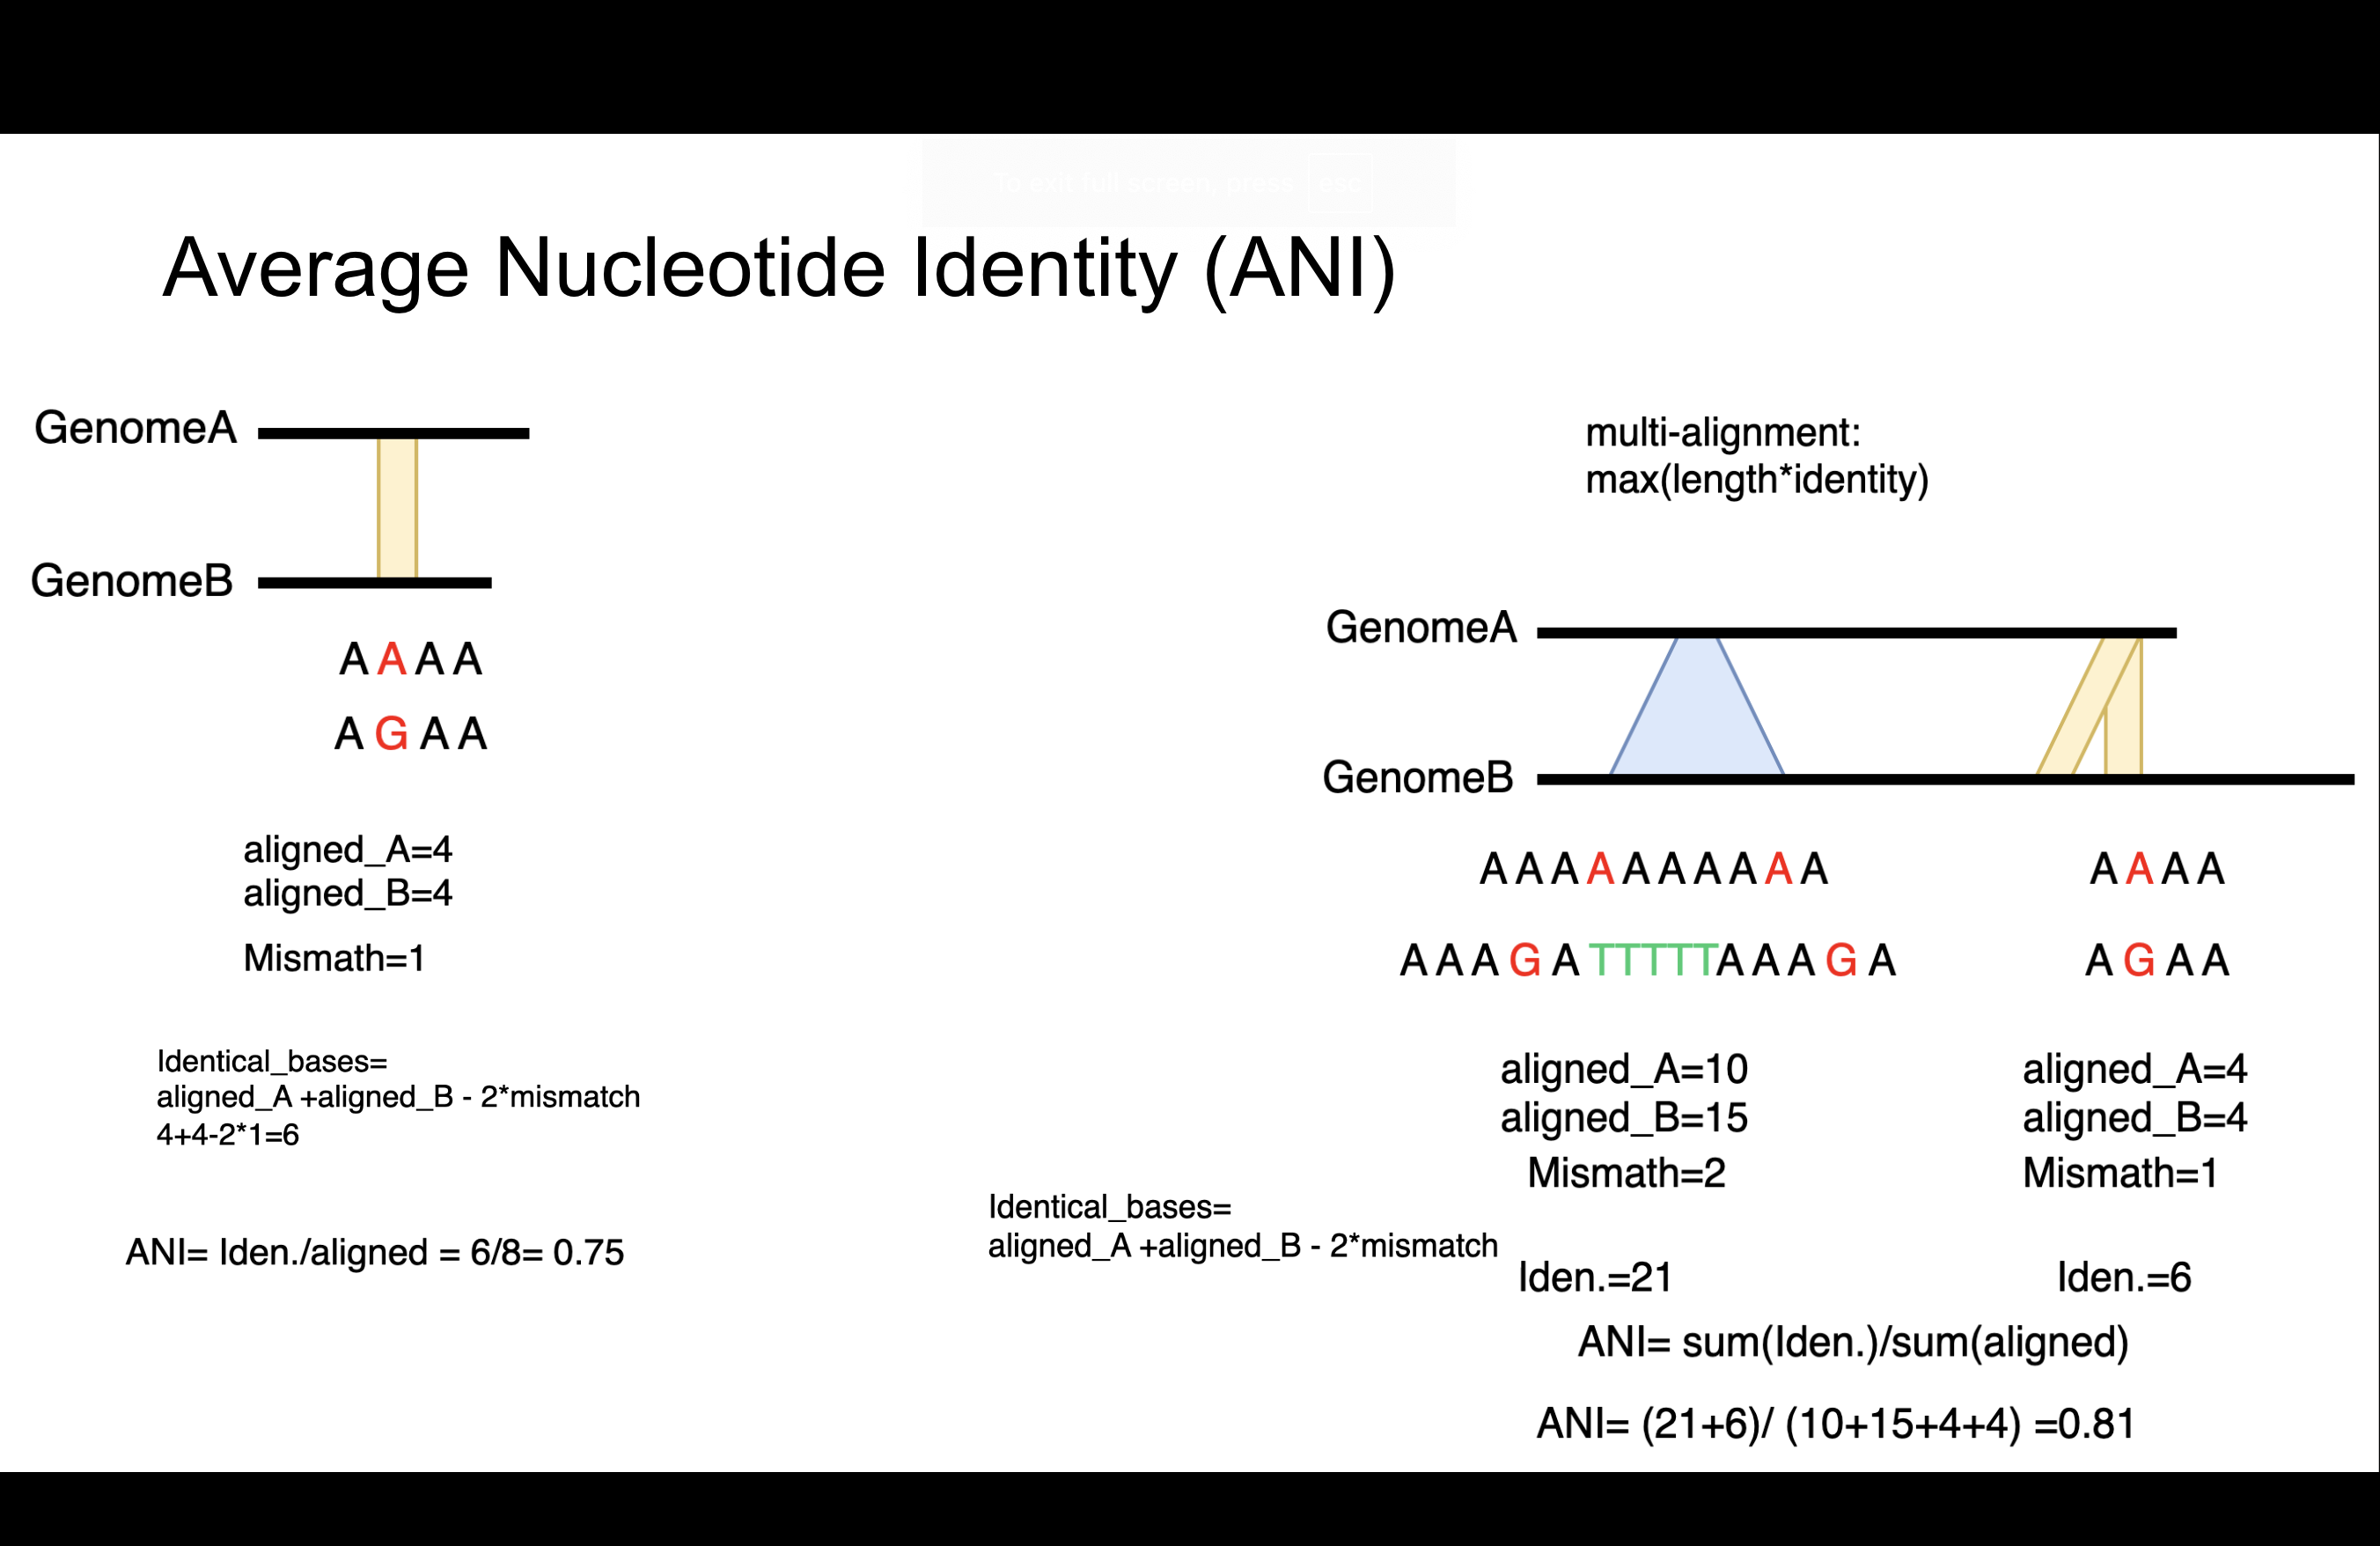 To exit full screen, press esc
Average Nucleotide Identity (ANI)
GenomeA
GenomeB
A A A A
A G A A
aligned_A=4
aligned_B=4
Mismath=1
Identical_bases=
aligned_A +aligned_B - 2*mismatch
4+4-2*1=6
ANI= Iden./aligned = 6/8= 0.75
multi-alignment:
max(length*identity)
GenomeA
GenomeB
A A A A A A A A A A
A A A A
A A A G A TTTTT A A A G A
A G A A
aligned_A=10
aligned_B=15
Mismath=2
aligned_A=4
aligned_B=4
Mismath=1
Identical_bases=
aligned_A +aligned_B - 2*mismatch
Iden.=21
Iden.=6
ANI= sum(Iden.)/sum(aligned)
ANI= (21+6)/ (10+15+4+4) =0.81